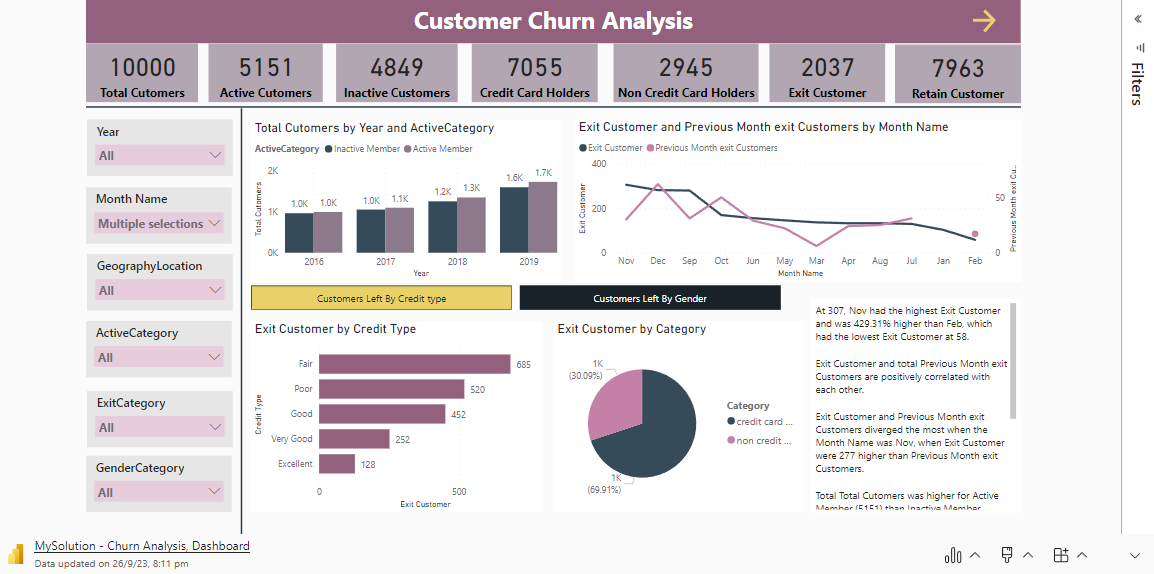 Customer Churn Analysis
10000
Total Cutomers
5151
Active Cutomers
4849
Inactive Customers
7055
Credit Card Holders
2945
Non Credit Card Holders
2037
Exit Customer
7963
Retain Customer
Filters
Year
All
Month Name
Multiple selections
GeographyLocation
All
ActiveCategory
All
ExitCategory
All
GenderCategory
All
Total Cutomers by Year and ActiveCategory
ActiveCategory Inactive Member Active Member
Total Cutomers
2K
1K
0K
1.0K 1.0K 1.0K 1.1K 1.2K 1.3K 1.6K 1.7K
2016 2017 2018 2019
Year
Exit Customer and Previous Month exit Customers by Month Name
Exit Customer Previous Month exit Customers
Exit Customer
400
200
0
50
0
Previous Month exit Cu...
Nov Dec Sep Oct Jun May Mar Apr Aug Jul Jan Feb
Month Name
Customers Left By Credit type
Customers Left By Gender
Exit Customer by Credit Type
Credit Type
Fair 685
Poor 520
Good 452
Very Good 252
Excellent 128
0 500
Exit Customer
Exit Customer by Category
1K
(30.09%)
1K
(69.91%)
Category
credit card ...
non credit ...
At 307, Nov had the highest Exit Customer
and was 429.31% higher than Feb, which
had the lowest Exit Customer at 58.
Exit Customer and total Previous Month exit
Customers are positively correlated with
each other.
Exit Customer and Previous Month exit
Customers diverged the most when the
Month Name was Nov, when Exit Customer
were 277 higher than Previous Month exit
Customers.
Total Total Cutomers was higher for Active
Member (5151) than Inactive Member
MySolution - Churn Analysis, Dashboard
Data updated on 26/9/23, 8:11 pm